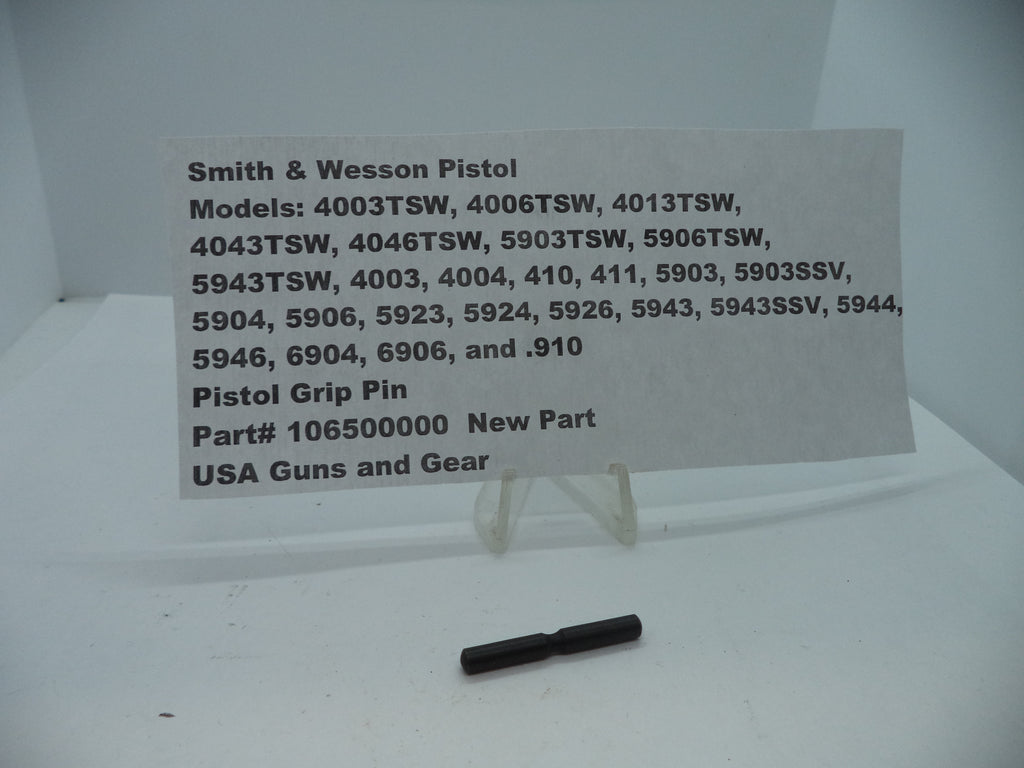 Smith & Wesson Pistol
Models: 4003TSW, 4006TSW, 4013TSW,
4043TSW, 4046TSW, 5903TSW, 5906TSW,
5943TSW, 4003, 4004, 410, 411, 5903, 5903SSV,
5904, 5906, 5923, 5924, 5926, 5943, 5943SSV, 5944,
5946, 6904, 6906, and .910
Pistol Grip Pin
Part# 106500000  New Part
USA Guns and Gear